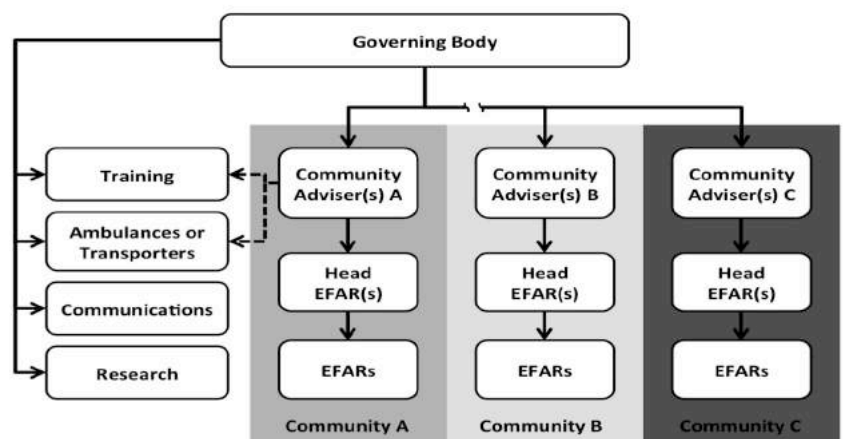 Governing Body
Training
Ambulances or
Transporters
Communications
Research
Community
Adviser(s) A
Head
EFAR(s)
EFARs
Community A
Community
Adviser(s) B
Head
EFAR(s)
EFARs
Community B
Community
Adviser(s) C
Head
EFAR(s)
EFARs
Community C